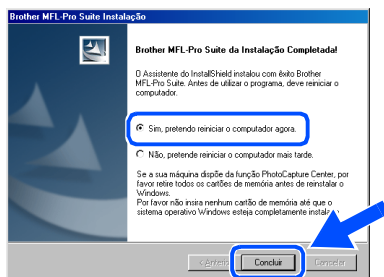 Brother MFL-Pro Suite Instalação
Brother MFL-Pro Suite da Instalação Completada!
O Assistente do InstallShield instalou com êxito Brother
MFL-Pro Suite. Antes de utilizar o programa, deve reiniciar o
computador.
Sim, pretendo reiniciar o computador agora.
Não, pretende reiniciar o computador mais tarde.
Se a sua máquina dispõe da função PhotoCapture Center, por
favor retire todos os cartões de memória antes de reinstalar o
Windows.
Por favor não insira nenhum cartão de memória até que o
sistema operativo Windows esteja completamente
Concluir
Cancelar